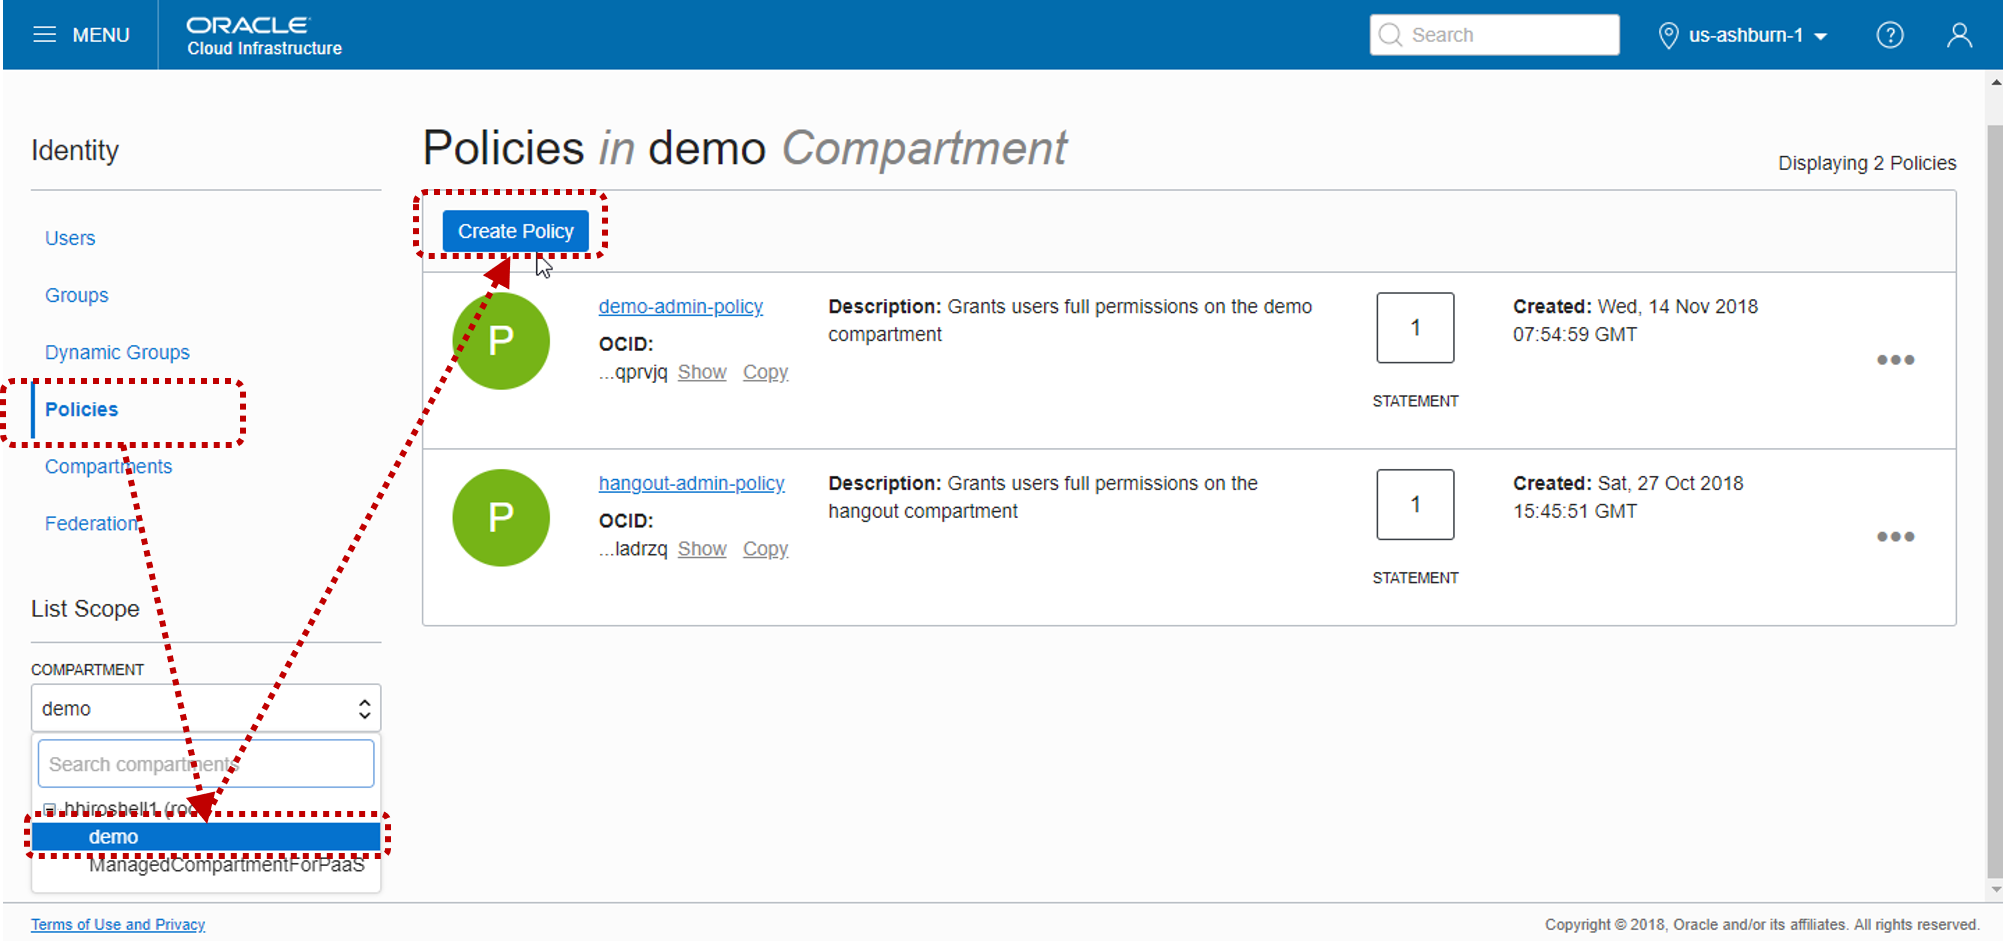 MENU
ORACLE
Cloud Infrastructure
Search
us-ashburn-1
?
Identity
Users
Groups
Dynamic Groups
Policies
Compartments
Federation
List Scope
COMPARTMENT
demo
Search compartments
hhiroshell1 (roo
demo
ManagedCompartmentForPaaS
Policies in demo Compartment
Displaying 2 Policies
Create Policy
P
demo-admin-policy
OCID:
...qprvjq Show Copy
Description: Grants users full permissions on the demo
compartment
1
STATEMENT
Created: Wed, 14 Nov 2018
07:54:59 GMT
•••
P
hangout-admin-policy
OCID:
...ladrzq Show Copy
Description: Grants users full permissions on the
hangout compartment
1
STATEMENT
Created: Sat, 27 Oct 2018
15:45:51 GMT
•••
Terms of Use and Privacy
Copyright © 2018, Oracle and/or its affiliates. All rights reserved.